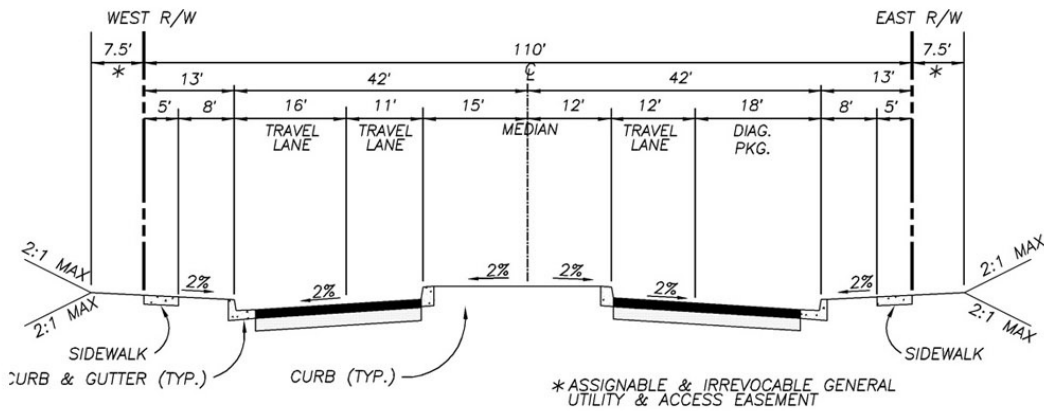 WEST R/W
EAST R/W
7.5'
110'
7.5'
*
℄
*
13'
42'
42'
13'
5'
8'
16'
11'
15'
12'
12'
18'
8'
5'
TRAVEL
LANE
TRAVEL
LANE
MEDIAN
TRAVEL
LANE
DIAG.
PKG.
2:1 MAX
2:1 MAX
2%
2%
2%
2%
2%
2%
2:1 MAX
2:1 MAX
SIDEWALK
CURB & GUTTER (TYP.)
CURB (TYP.)
SIDEWALK
* ASSIGNABLE & IRREVOCABLE GENERAL
UTILITY & ACCESS EASEMENT